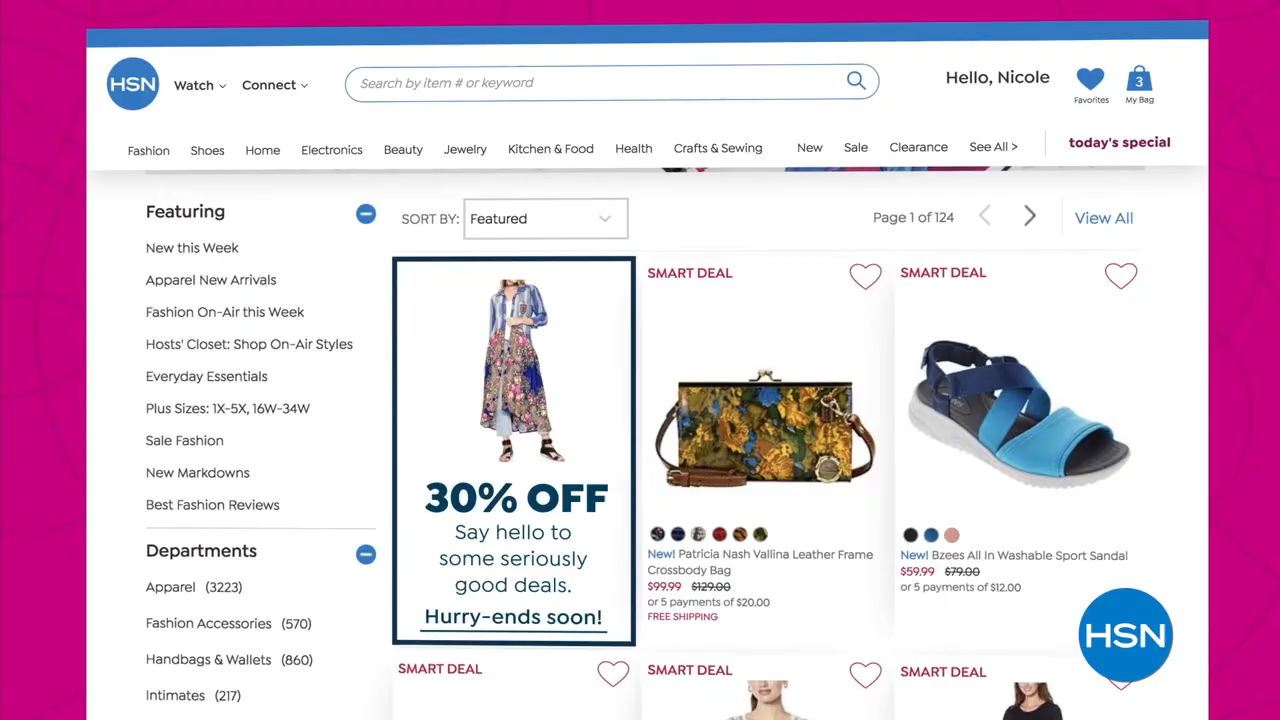 HSN
Watch
Connect
Search by item # or keyword
Hello, Nicole
Favorites
3
My Bag
Fashion
Shoes
Home
Electronics
Beauty
Jewelry
Kitchen & Food
Health
Crafts & Sewing
New
Sale
Clearance
See All >
today's special
Featuring
New this Week
Apparel New Arrivals
Fashion On-Air this Week
Hosts' Closet: Shop On-Air Styles
Everyday Essentials
Plus Sizes: 1X-5X, 16W-34W
Sale Fashion
New Markdowns
Best Fashion Reviews
Departments
Apparel (3223)
Fashion Accessories (570)
Handbags & Wallets (860)
Intimates (217)
SORT BY: Featured
Page 1 of 124
View All
30% OFF
Say hello to
some seriously
good deals.
Hurry-ends soon!
SMART DEAL
New! Patricia Nash Vallina Leather Frame
Crossbody Bag
$99.99 $129.00
or 5 payments of $20.00
FREE SHIPPING
SMART DEAL
New! Bzees All In Washable Sport Sandal
$59.99 $79.00
or 5 payments of $12.00
SMART DEAL
SMART DEAL
SMART DEAL
HSN